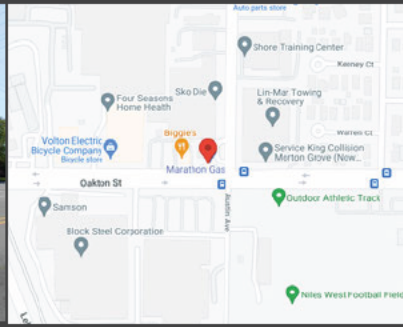 Auto parts store
Shore Training Center
Kenney Ct
Sko Die
Four Seasons
Home Health
Lin-Mar Towing
& Recovery
Warren Ct
Biggie's
Volton Electric
Bicycle Company
Bicycle store
Service King Collision
Morton Grove (New...
Marathon Gas
Oakton St
Samson
Outdoor Athletic Track
Austin Ave
Block Steel Corporation
Niles West Football Field
Le